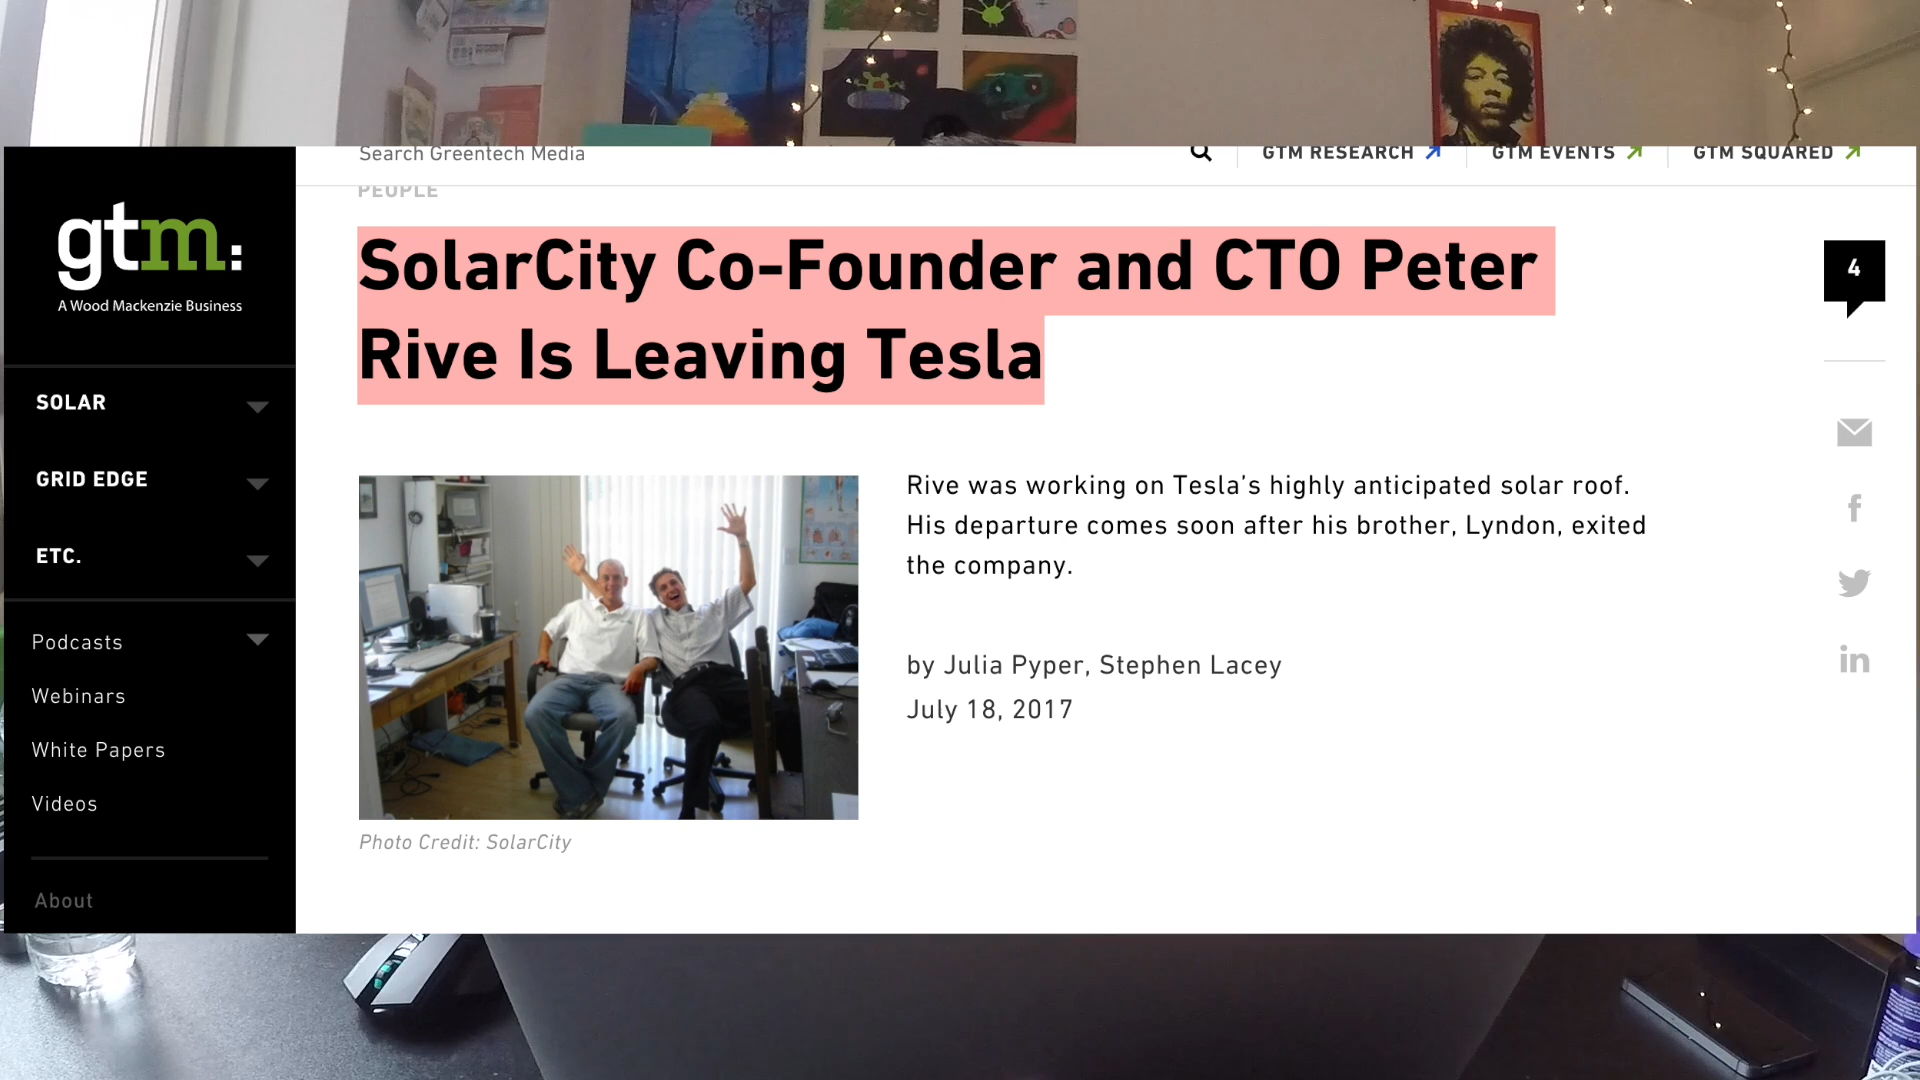 Search Greentech Media
GTM RESEARCH
GTM EVENTS
GTM SQUARED
PEOPLE
gtm:
A Wood Mackenzie Business
SOLAR
GRID EDGE
ETC.
Podcasts
Webinars
White Papers
Videos
About
SolarCity Co-Founder and CTO Peter
Rive Is Leaving Tesla
4
Rive was working on Tesla’s highly anticipated solar roof.
His departure comes soon after his brother, Lyndon, exited
the company.
by Julia Pyper, Stephen Lacey
July 18, 2017
Photo Credit: SolarCity